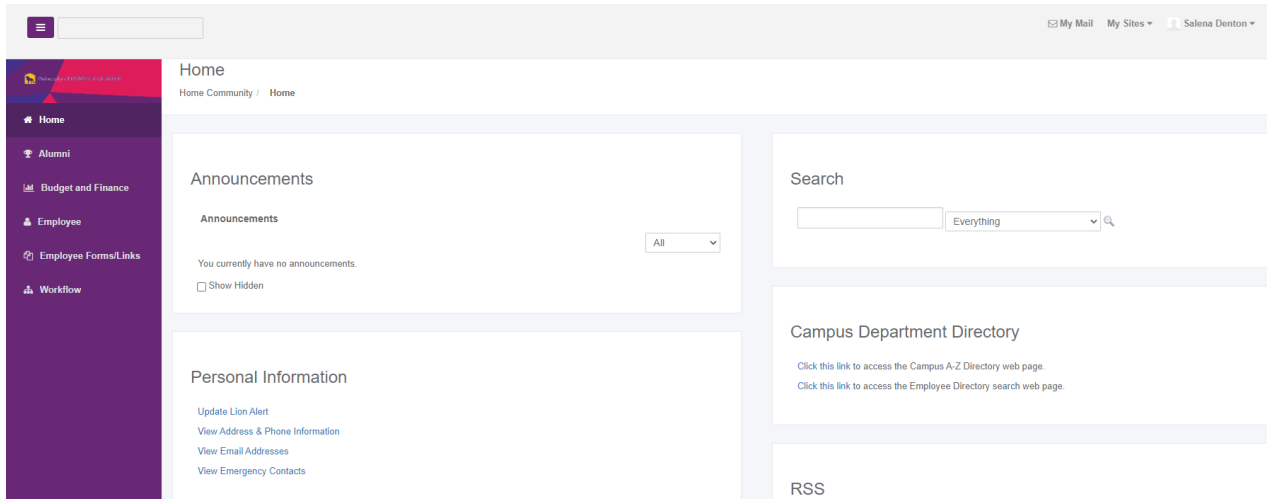 My Mail My Sites Salena Denton
Home
Home Community / Home
Home
Alumni
Budget and Finance
Employee
Employee Forms/Links
Workflow
Announcements
Announcements
All
You currently have no announcements.
Show Hidden
Personal Information
Update Lion Alert
View Address & Phone Information
View Email Addresses
View Emergency Contacts
Search
Everything
Campus Department Directory
Click this link to access the Campus A-Z Directory web page.
Click this link to access the Employee Directory search web page.
RSS